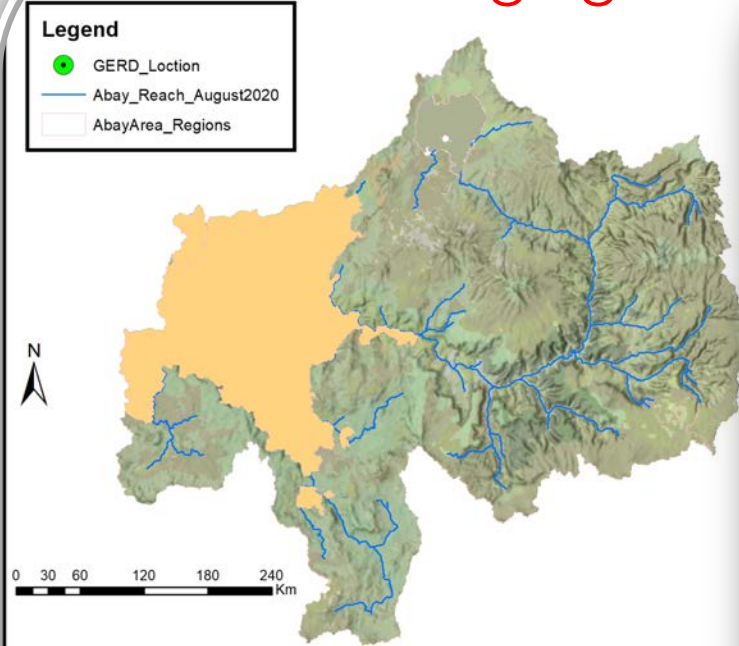 Legend
GERD_Loction
Abay_Reach_August2020
AbayArea_Regions
N
0 30 60 120 180 240
Km